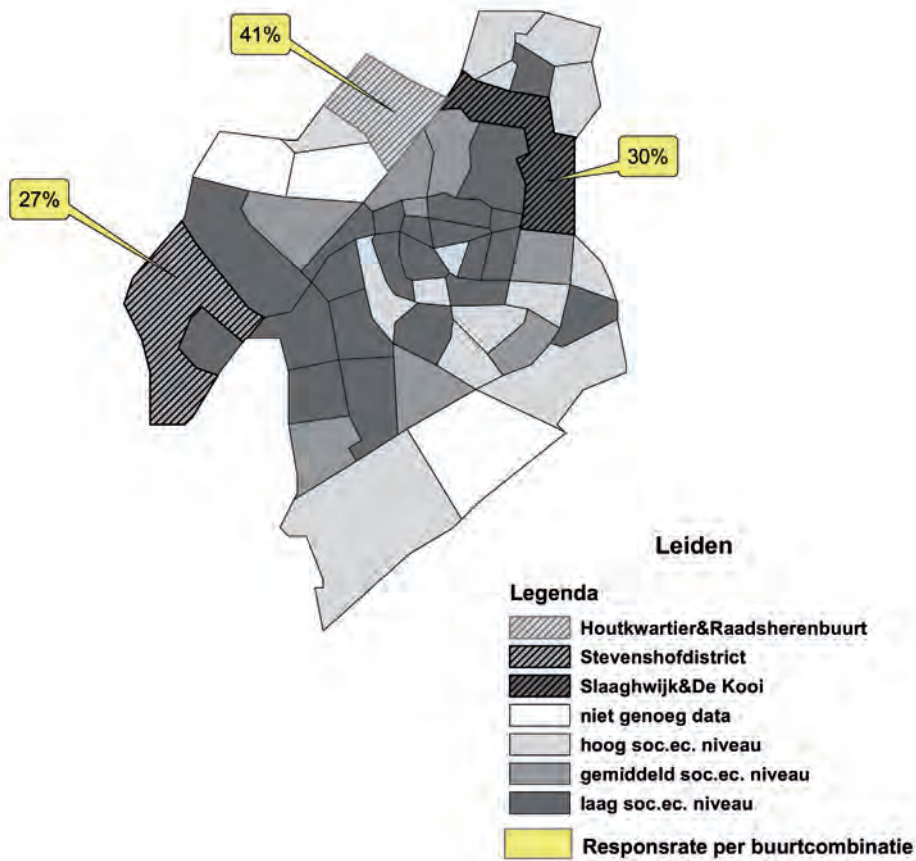 41%
30%
27%
Leiden
Legenda
Houtkwartier&Raadsherenbuurt
Stevenshofdistrict
Slaaghwijk&De Kooi
niet genoeg data
hoog soc.ec. niveau
gemiddeld soc.ec. niveau
laag soc.ec. niveau
Responsrate per buurtcombinatie